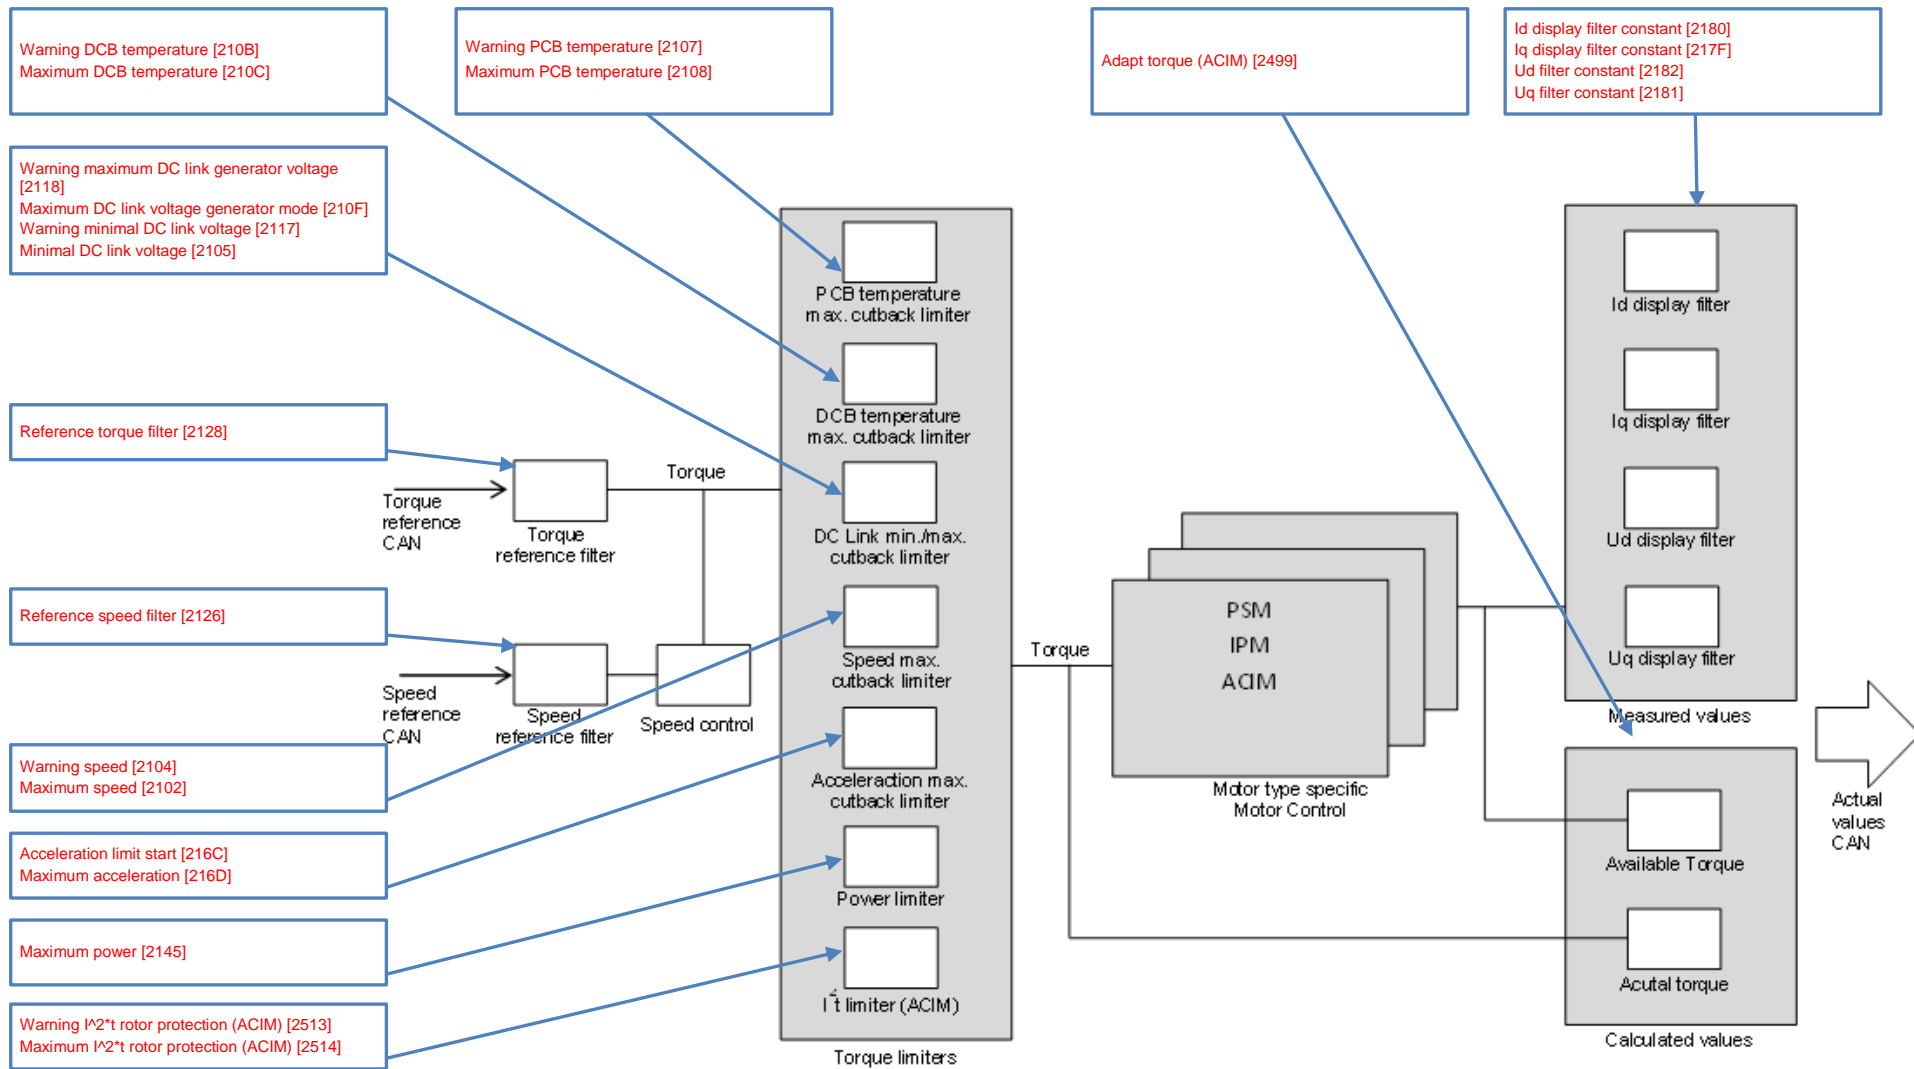 Warning DCB temperature [210B]
Maximum DCB temperature [210C]
Warning PCB temperature [2107]
Maximum PCB temperature [2108]
Adapt torque (ACIM) [2499]
Id display filter constant [2180]
Iq display filter constant [217F]
Ud filter constant [2182]
Uq filter constant [2181]
Warning maximum DC link generator voltage
[2118]
Maximum DC link voltage generator mode [210F]
Warning minimal DC link voltage [2117]
Minimal DC link voltage [2105]
Reference torque filter [2128]
Reference speed filter [2126]
Warning speed [2104]
Maximum speed [2102]
Acceleration limit start [216C]
Maximum acceleration [216D]
Maximum power [2145]
Warning I^2*t rotor protection (ACIM) [2513]
Maximum I^2*t rotor protection (ACIM) [2514]
Torque
reference
CAN
Torque
reference filter
Torque
Speed
reference
CAN
Speed
reference filter
Speed control
PCB temperature
max. cutback limiter
DCB temperature
max. cutback limiter
DC Link min./max.
cutback limiter
Speed max.
cutback limiter
Acceleraction max.
cutback limiter
Power limiter
I²t limiter (ACIM)
Torque limiters
Torque
PSM
IPM
ACIM
Motor type specific
Motor Control
Id display filter
Iq display filter
Ud display filter
Uq display filter
Measured values
Available Torque
Acutal torque
Calculated values
Actual
values
CAN